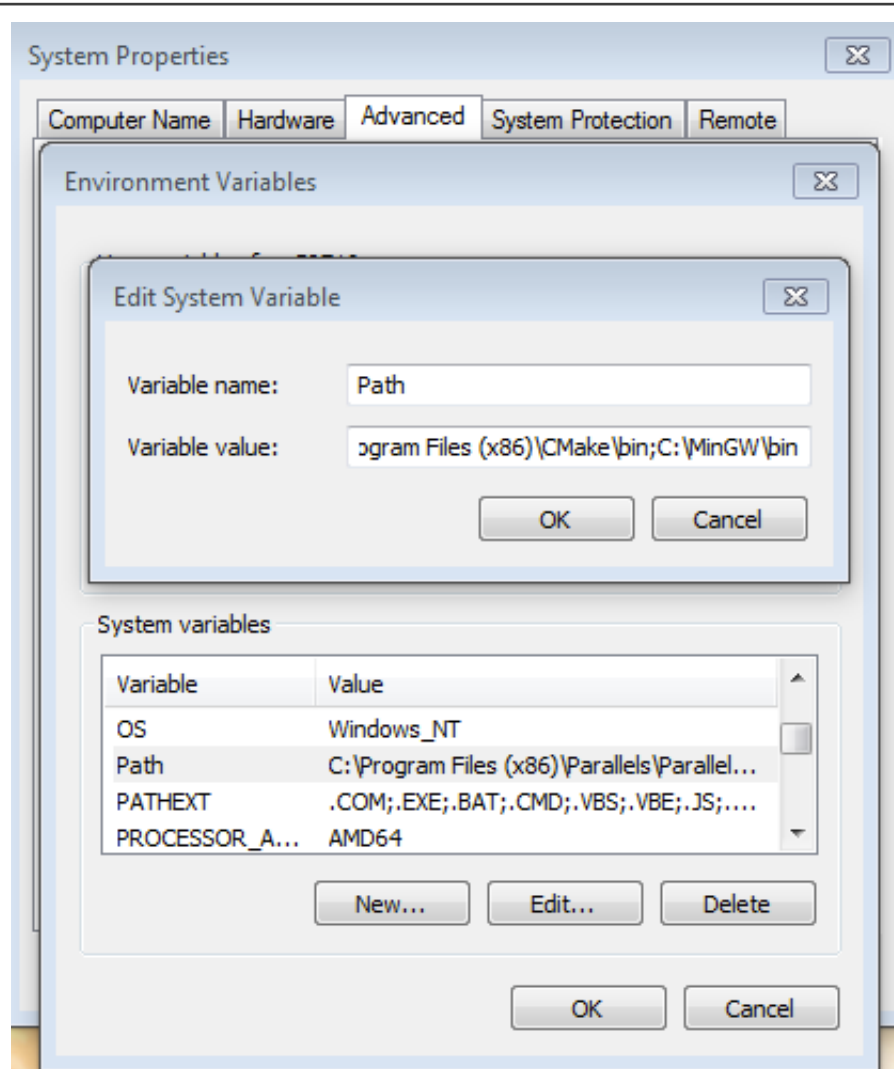 System Properties
Computer Name Hardware Advanced System Protection Remote
Environment Variables
Edit System Variable
Variable name: Path
Variable value: ogram Files (x86)\CMake\bin;C:\MinGW\bin
OK Cancel
System variables
Variable Value
OS Windows_NT
Path C:\Program Files (x86)\Parallels\Parallel...
PATHEXT .COM;.EXE;.BAT;.CMD;.VBS;.VBE;.JS;....
PROCESSOR_A... AMD64
New... Edit... Delete
OK Cancel